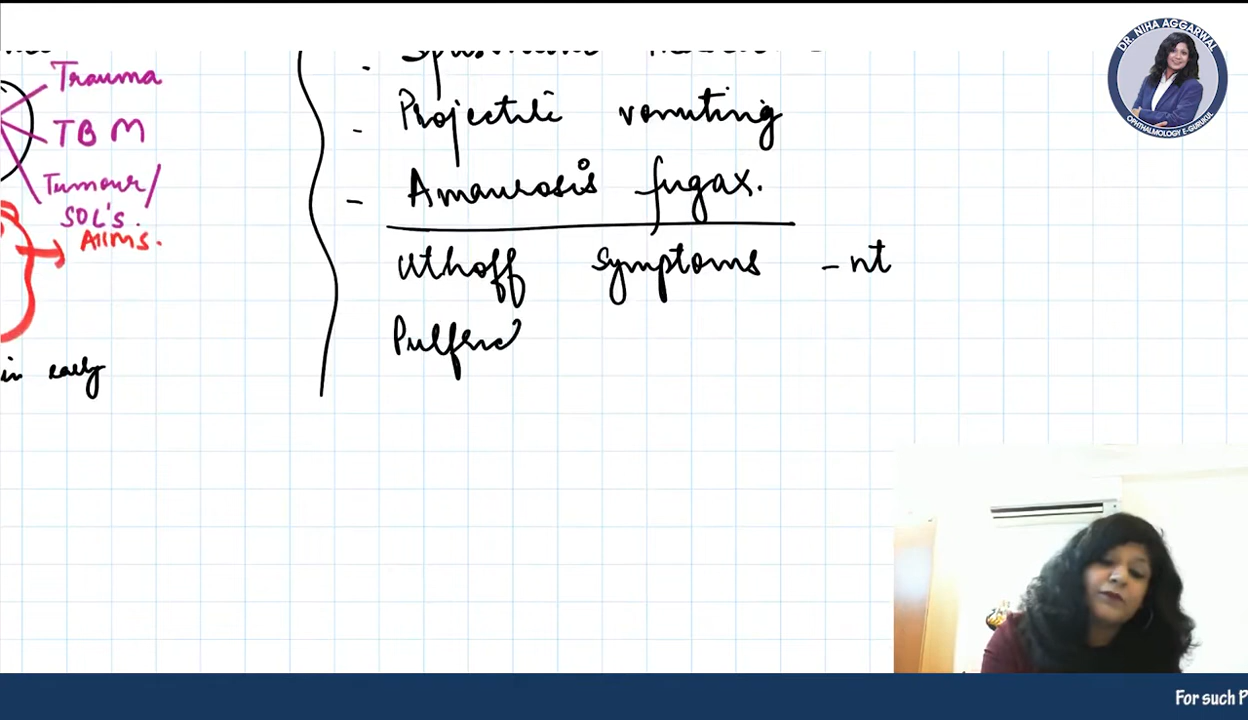 Trauma
TBM
Tumour/
SOL's.
AIIMS.
in early
- Projectile vomiting
- Amaurosis fugax.
Uthoff symptoms - nt
Pulfric
DR. NIHA AGGARWAL
OPHTHALMOLOGY E-GURUKUL
For such P